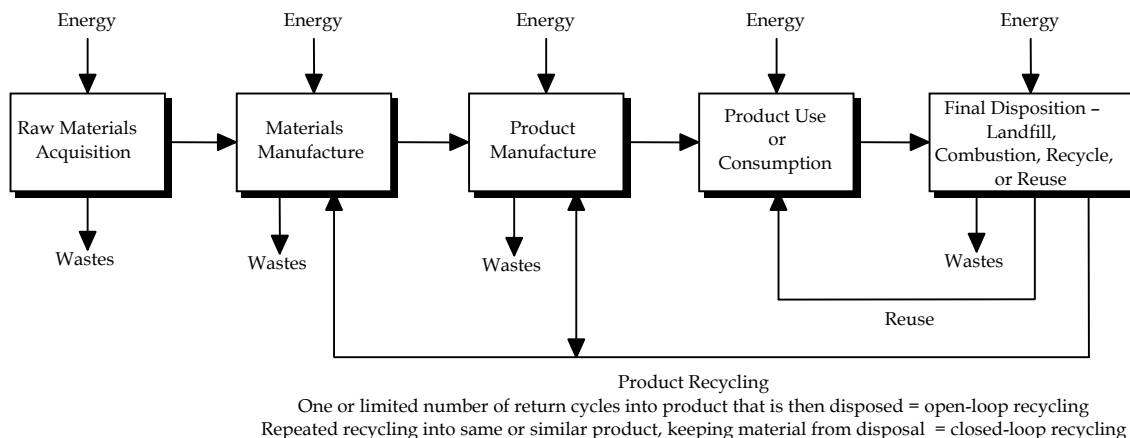 Energy
Energy
Energy
Energy
Energy
Raw Materials
Acquisition
Materials
Manufacture
Product
Manufacture
Product Use
or
Consumption
Final Disposition –
Landfill,
Combustion, Recycle,
or Reuse
Wastes
Wastes
Wastes
Wastes
Reuse
Product Recycling
One or limited number of return cycles into product that is then disposed = open-loop recycling
Repeated recycling into same or similar product, keeping material from disposal = closed-loop recycling